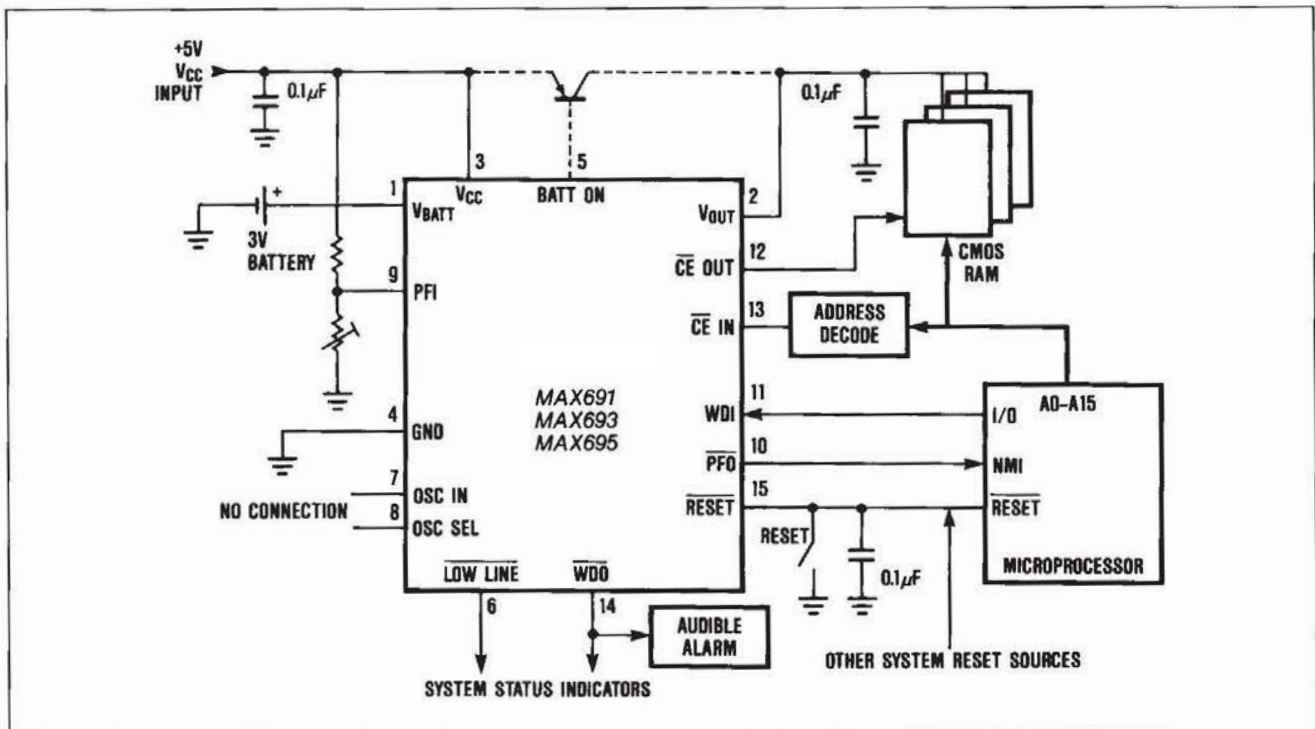 +5V
VCC
INPUT
0.1µF
0.1µF
3
5
1
VCC
BATT ON
2
+
VBATT
VOUT
3V
BATTERY
12
CE OUT
CMOS
RAM
9
PFI
13
CE IN
ADDRESS
DECODE
MAX691
MAX693
MAX695
11
WDI
A0-A15
I/O
4
GND
10
PFO
NMI
7
OSC IN
15
RESET
RESET
NO CONNECTION
8
OSC SEL
RESET
0.1µF
MICROPROCESSOR
LOW LINE
WDO
6
14
AUDIBLE
ALARM
OTHER SYSTEM RESET SOURCES
SYSTEM STATUS INDICATORS